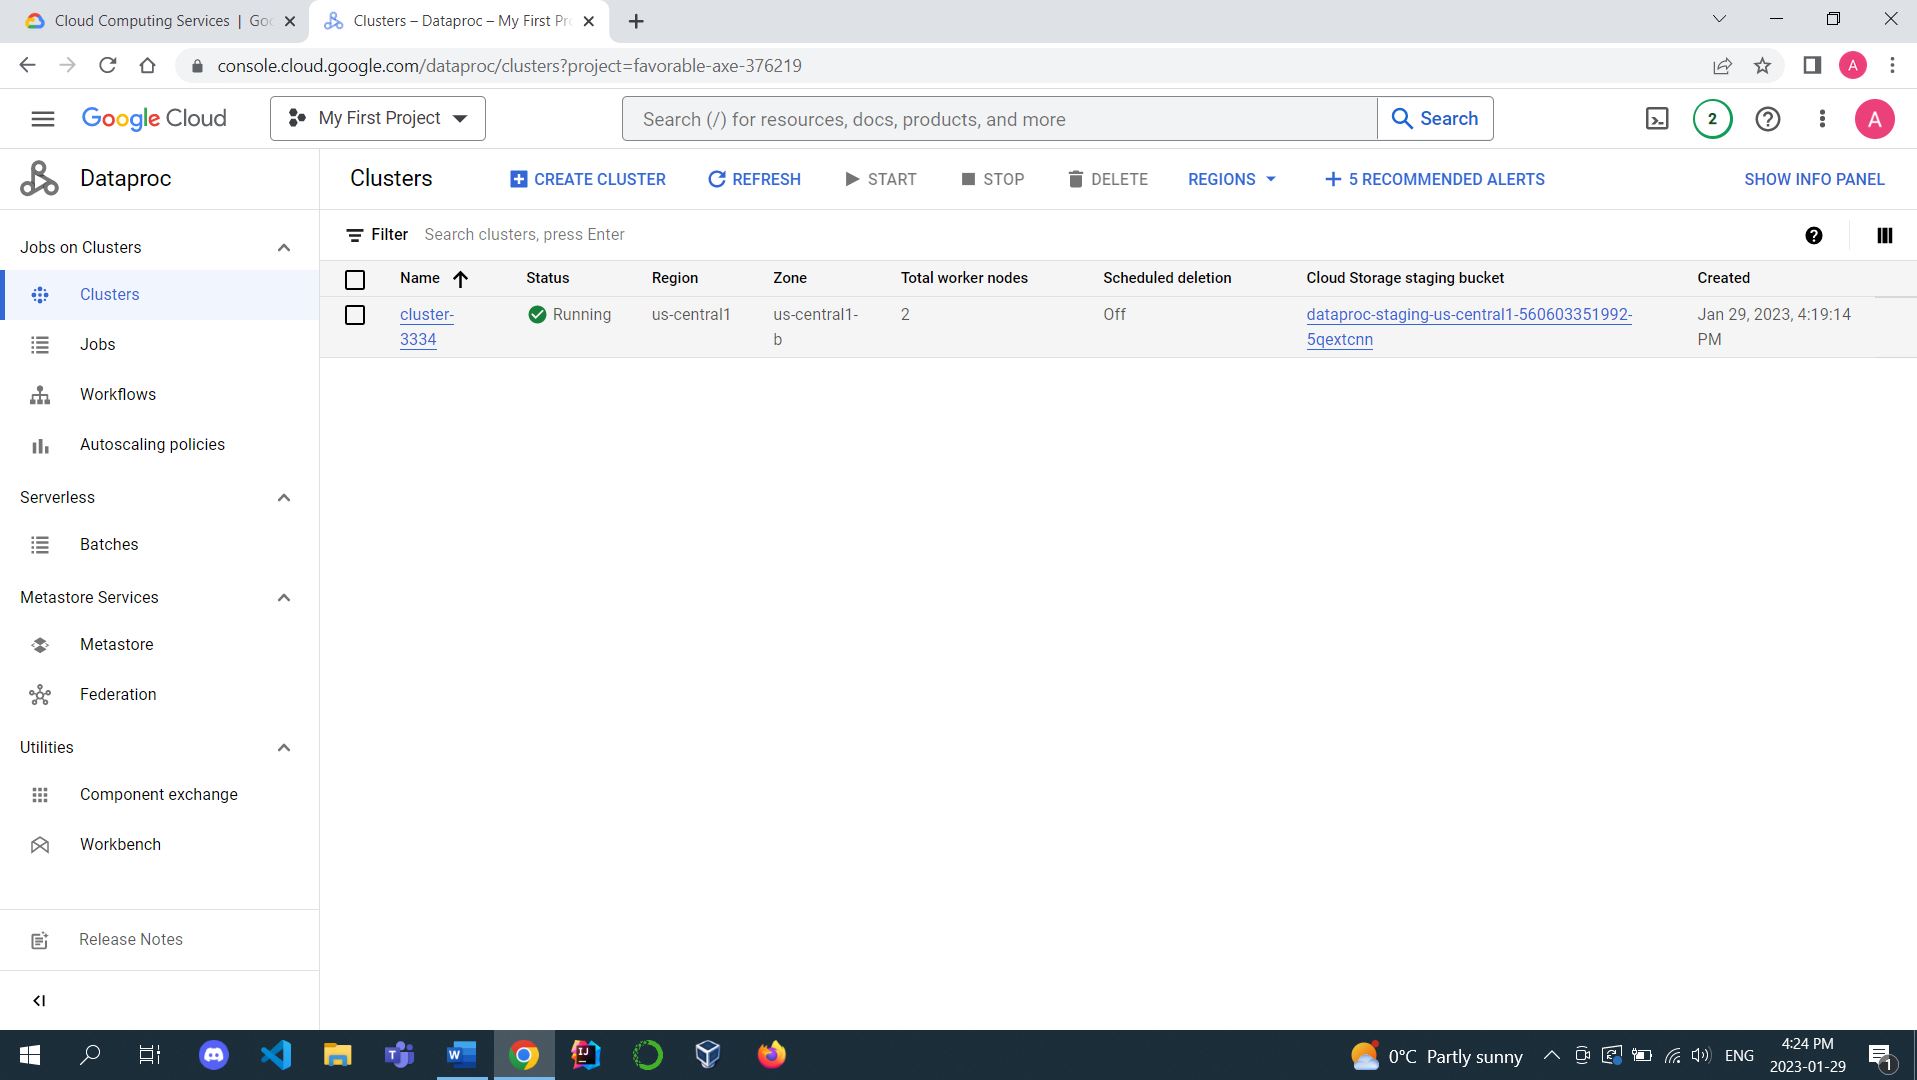 Cloud Computing Services | Goo
Clusters – Dataproc – My First Pr
console.cloud.google.com/dataproc/clusters?project=favorable-axe-376219
A
Google Cloud
My First Project
Search (/) for resources, docs, products, and more
Search
2
A
Dataproc
Clusters
CREATE CLUSTER
REFRESH
START
STOP
DELETE
REGIONS
5 RECOMMENDED ALERTS
SHOW INFO PANEL
Jobs on Clusters
Clusters
Jobs
Workflows
Autoscaling policies
Serverless
Batches
Metastore Services
Metastore
Federation
Utilities
Component exchange
Workbench
Release Notes
Filter Search clusters, press Enter
Name Status Region Zone Total worker nodes Scheduled deletion Cloud Storage staging bucket Created
cluster- Running us-central1 us-central1- 2 Off dataproc-staging-us-central1-560603351992- Jan 29, 2023, 4:19:14
3334 b 5qextcnn PM
0°C Partly sunny
ENG
4:24 PM
2023-01-29
1